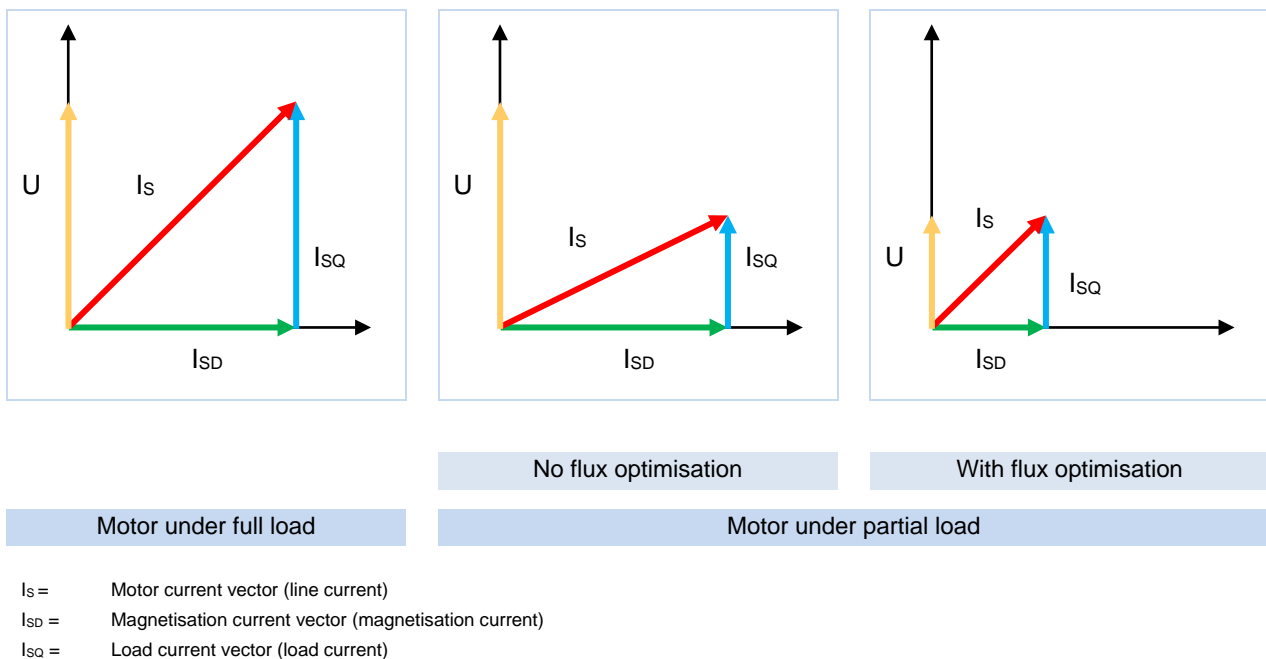 U
IS
ISQ
ISD
U
IS
ISQ
ISD
U
IS
ISQ
ISD
No flux optimisation
With flux optimisation
Motor under full load
Motor under partial load
IS = Motor current vector (line current)
ISD = Magnetisation current vector (magnetisation current)
ISQ = Load current vector (load current)